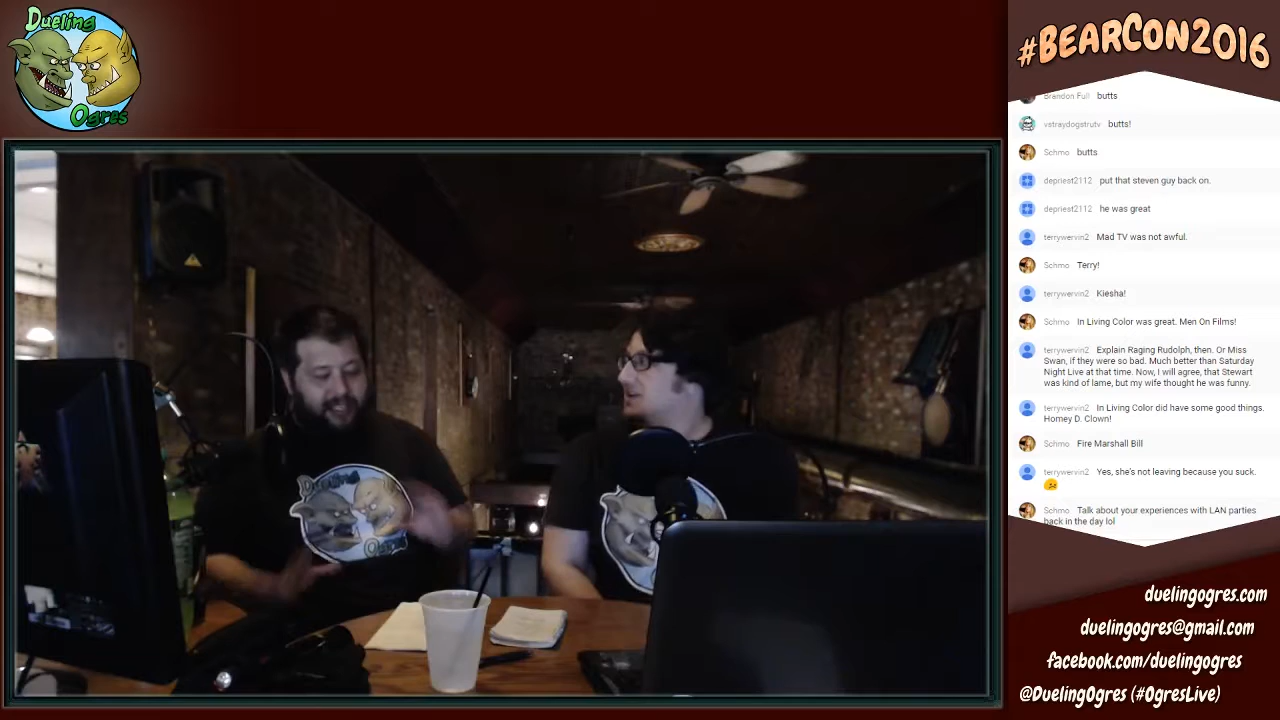 Dueling
Ogres
#BEARCON2016
Brandon Full butts
vstraydogstrutv butts!
Schmo butts
depriest2112 put that steven guy back on.
depriest2112 he was great
terrywervin2 Mad TV was not awful.
Schmo Terry!
terrywervin2 Kiesha!
Schmo In Living Color was great. Men On Films!
terrywervin2 Explain Raging Rudolph, then. Or Miss
Swan, if they were so bad. Much better than Saturday
Night Live at that time. Now, I will agree, that Stewart
was kind of lame, but my wife thought he was funny.
terrywervin2 In Living Color did have some good things.
Homey D. Clown!
Schmo Fire Marshall Bill
terrywervin2 Yes, she's not leaving because you suck.
Schmo Talk about your experiences with LAN parties
back in the day lol
duelingogres.com
duelingogres@gmail.com
facebook.com/duelingogres
@DuelingOgres (#OgresLive)
Dueling